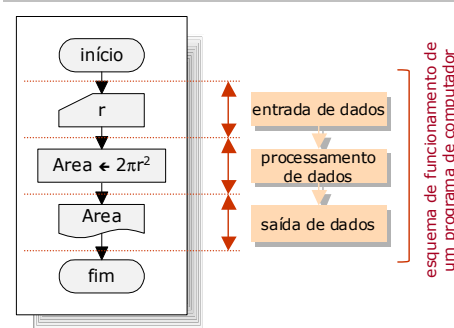 início
r
Area ← 2πr²
Area
fim
entrada de dados
processamento
de dados
saída de dados
esquema de funcionamento de
um programa de computador